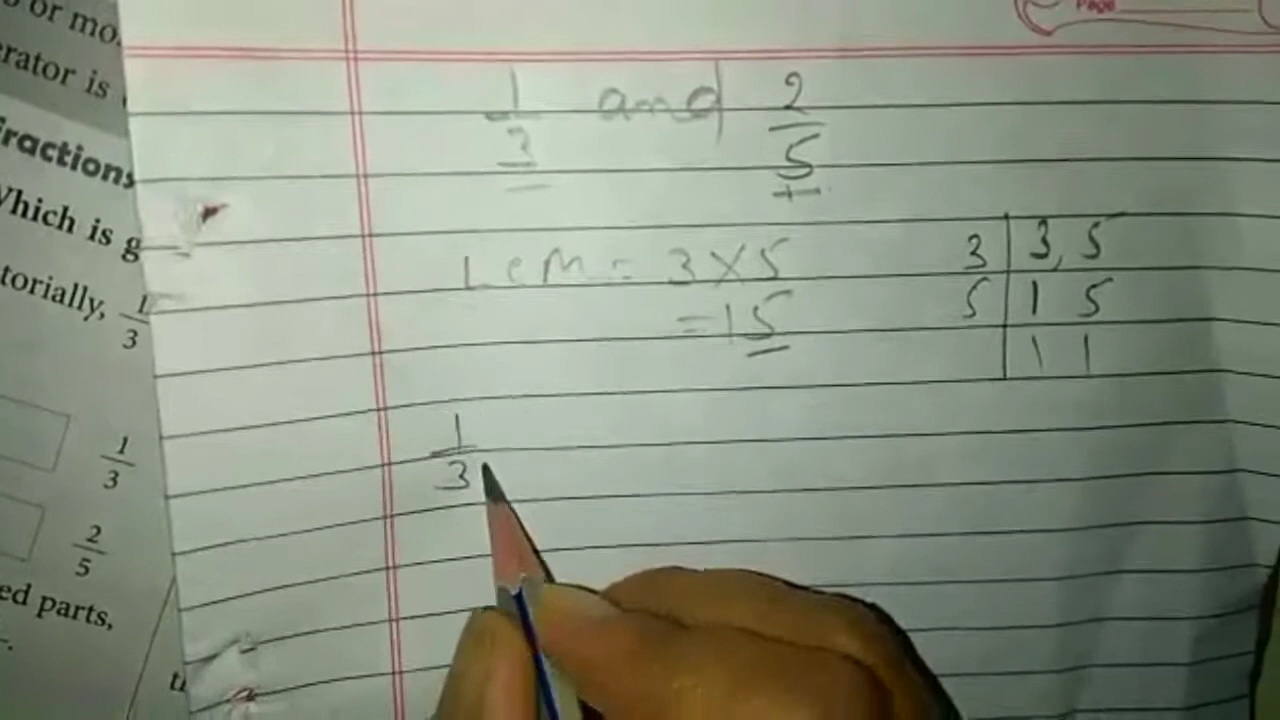 or mo
rator is
ractions
Which is g
torially, 1/3
1/3
2/5
ed parts,
Page
1/3 and 2/5
LCM = 3 X 5
= 15
3 | 3, 5
5 | 1 5
1 1
1/3